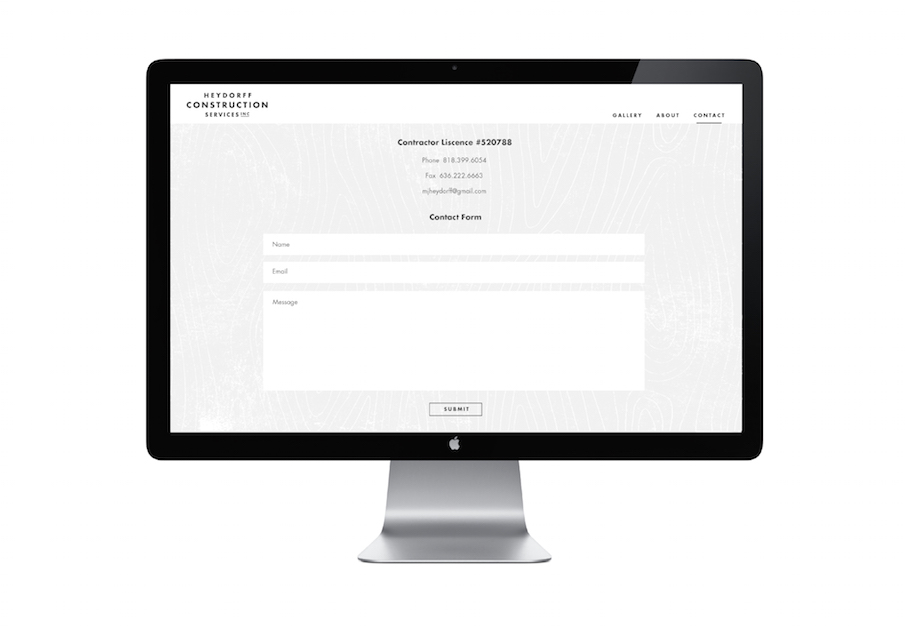 HEYDORFF
CONSTRUCTION
SERVICES INC
GALLERY ABOUT CONTACT
Contractor Liscence #520788
Phone 818.399.6054
Fax 636.222.6663
mjheydorff@gmail.com
Contact Form
Name
Email
Message
SUBMIT